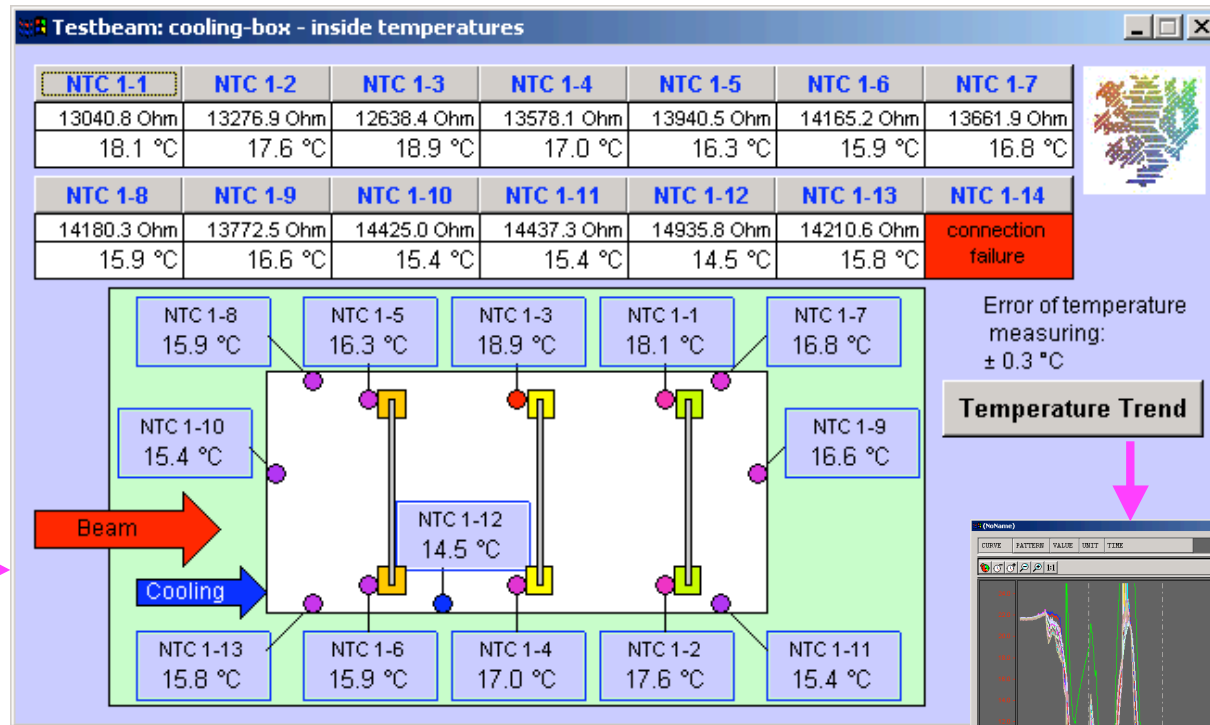 Testbeam: cooling-box - inside temperatures
NTC 1-1 NTC 1-2 NTC 1-3 NTC 1-4 NTC 1-5 NTC 1-6 NTC 1-7
13040.8 Ohm 13276.9 Ohm 12638.4 Ohm 13578.1 Ohm 13940.5 Ohm 14165.2 Ohm 13661.9 Ohm
18.1 °C 17.6 °C 18.9 °C 17.0 °C 16.3 °C 15.9 °C 16.8 °C
NTC 1-8 NTC 1-9 NTC 1-10 NTC 1-11 NTC 1-12 NTC 1-13 NTC 1-14
14180.3 Ohm 13772.5 Ohm 14425.0 Ohm 14437.3 Ohm 14935.8 Ohm 14210.6 Ohm connection
15.9 °C 16.6 °C 15.4 °C 15.4 °C 14.5 °C 15.8 °C failure
NTC 1-8 NTC 1-5 NTC 1-3 NTC 1-1 NTC 1-7
15.9 °C 16.3 °C 18.9 °C 18.1 °C 16.8 °C
Error of temperature
measuring:
± 0.3 °C
Temperature Trend
NTC 1-10 NTC 1-9
15.4 °C 16.6 °C
Beam
NTC 1-12
14.5 °C
Cooling
NTC 1-13 NTC 1-6 NTC 1-4 NTC 1-2 NTC 1-11
15.8 °C 15.9 °C 17.0 °C 17.6 °C 15.4 °C
(NoName)
CURVE PATTERN VALUE UNIT TIME